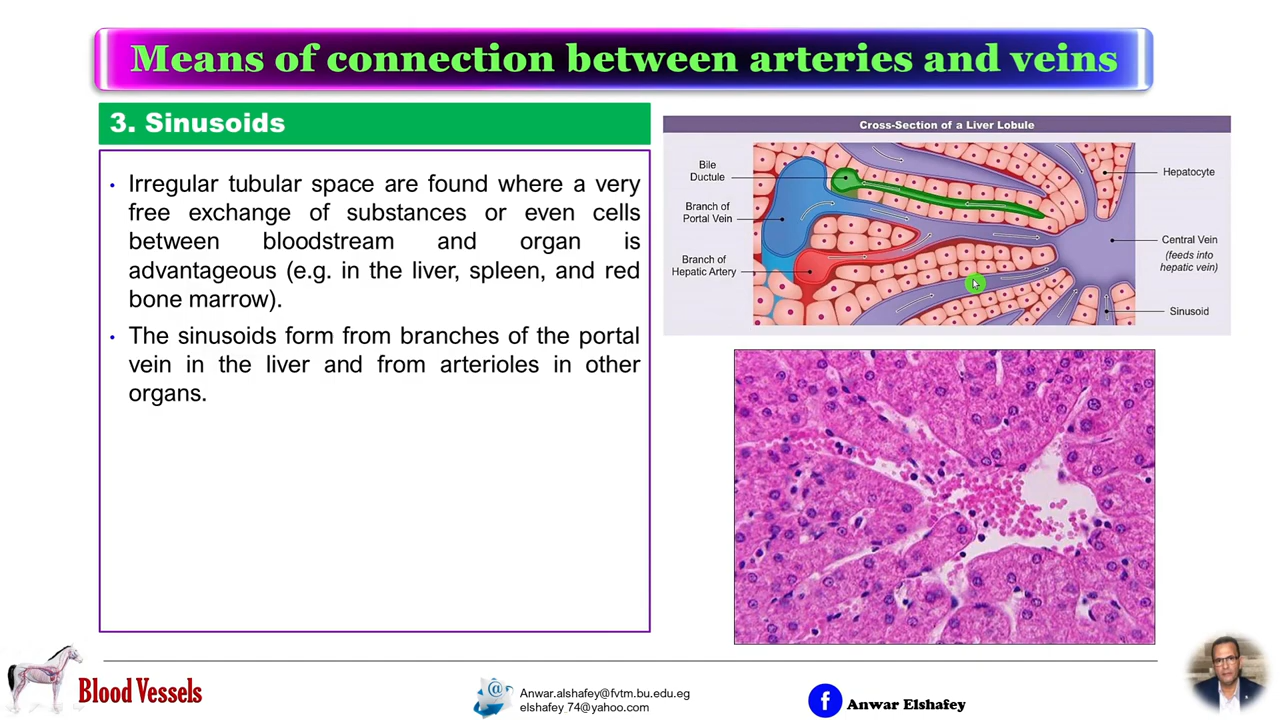 Means of connection between arteries and veins
3. Sinusoids
• Irregular tubular space are found where a very
free exchange of substances or even cells
between bloodstream and organ is
advantageous (e.g. in the liver, spleen, and red
bone marrow).
• The sinusoids form from branches of the portal
vein in the liver and from arterioles in other
organs.
Cross-Section of a Liver Lobule
Bile
Ductule
Branch of
Portal Vein
Branch of
Hepatic Artery
Hepatocyte
Central Vein
(feeds into
hepatic vein)
Sinusoid
Blood Vessels
@
Anwar.alshafey@fvtm.bu.edu.eg
elshafey 74@yahoo.com
f
Anwar Elshafey